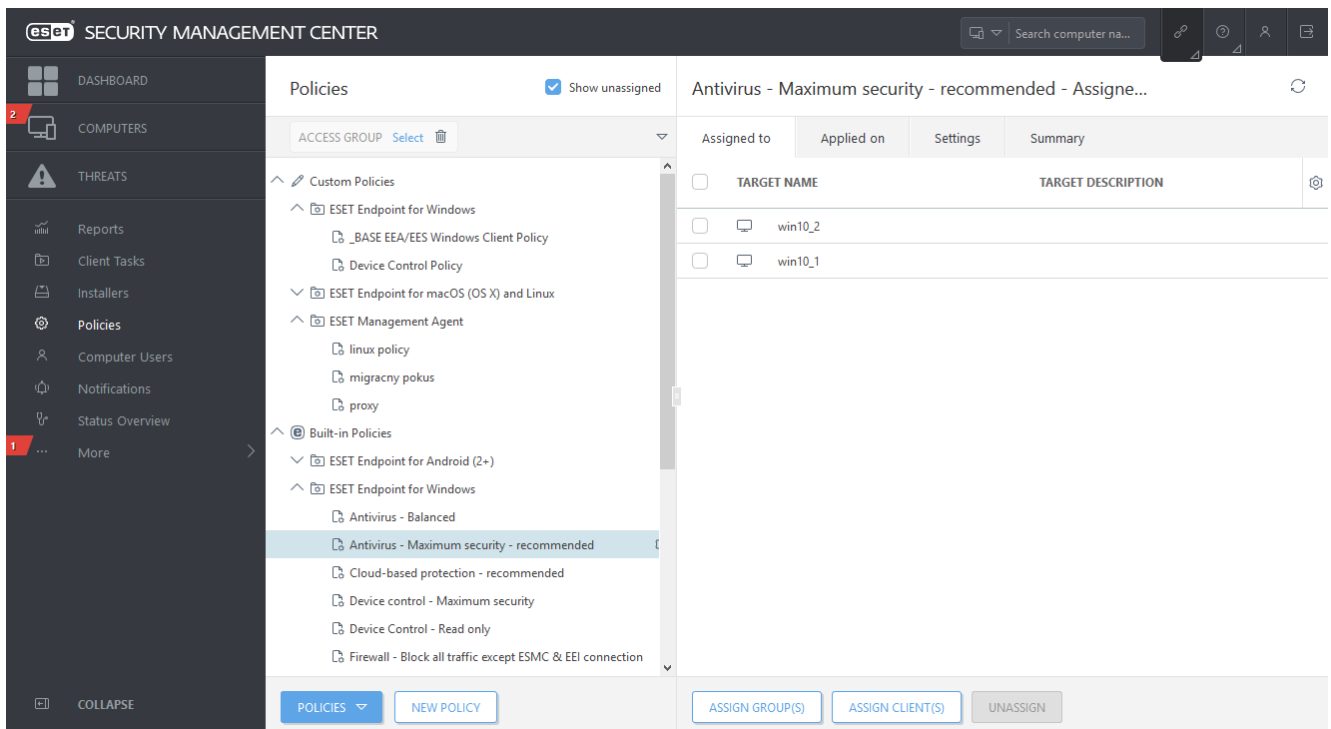 eset SECURITY MANAGEMENT CENTER
Search computer na...
DASHBOARD
2
COMPUTERS
THREATS
Reports
Client Tasks
Installers
Policies
Computer Users
Notifications
Status Overview
1
More
COLLAPSE
Policies
Show unassigned
ACCESS GROUP Select
Custom Policies
ESET Endpoint for Windows
_BASE EEA/EES Windows Client Policy
Device Control Policy
ESET Endpoint for macOS (OS X) and Linux
ESET Management Agent
linux policy
migracny pokus
proxy
Built-in Policies
ESET Endpoint for Android (2+)
ESET Endpoint for Windows
Antivirus - Balanced
Antivirus - Maximum security - recommended
Cloud-based protection - recommended
Device control - Maximum security
Device Control - Read only
Firewall - Block all traffic except ESMC & EEI connection
POLICIES
NEW POLICY
Antivirus - Maximum security - recommended - Assigne...
Assigned to Applied on Settings Summary
TARGET NAME TARGET DESCRIPTION
win10_2
win10_1
ASSIGN GROUP(S) ASSIGN CLIENT(S) UNASSIGN